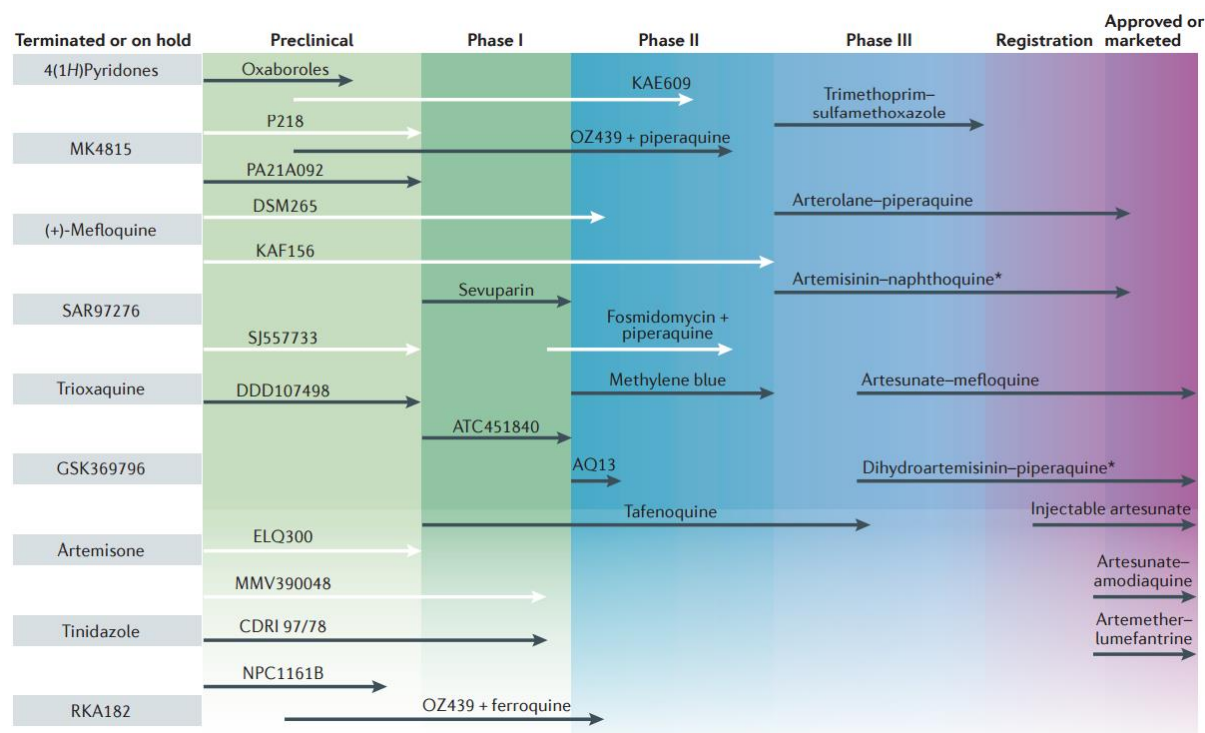 Terminated or on hold
Preclinical
Phase I
Phase II
Phase III
Registration
Approved or
marketed
4(1H)Pyridones
MK4815
(+)-Mefloquine
SAR97276
Trioxaquine
GSK369796
Artemisone
Tinidazole
RKA182
Oxaboroles
KAE609
Trimethoprim–
sulfamethoxazole
P218
OZ439 + piperaquine
PA21A092
DSM265
Arterolane–piperaquine
KAF156
Artemisinin–naphthoquine*
Sevuparin
Fosmidomycin +
piperaquine
SJ557733
Methylene blue
Artesunate–mefloquine
DDD107498
ATC451840
AQ13
Dihydroartemisinin–piperaquine*
Tafenoquine
Injectable artesunate
ELQ300
Artesunate–
amodiaquine
MMV390048
CDRI 97/78
Artemether–
lumefantrine
NPC1161B
OZ439 + ferroquine